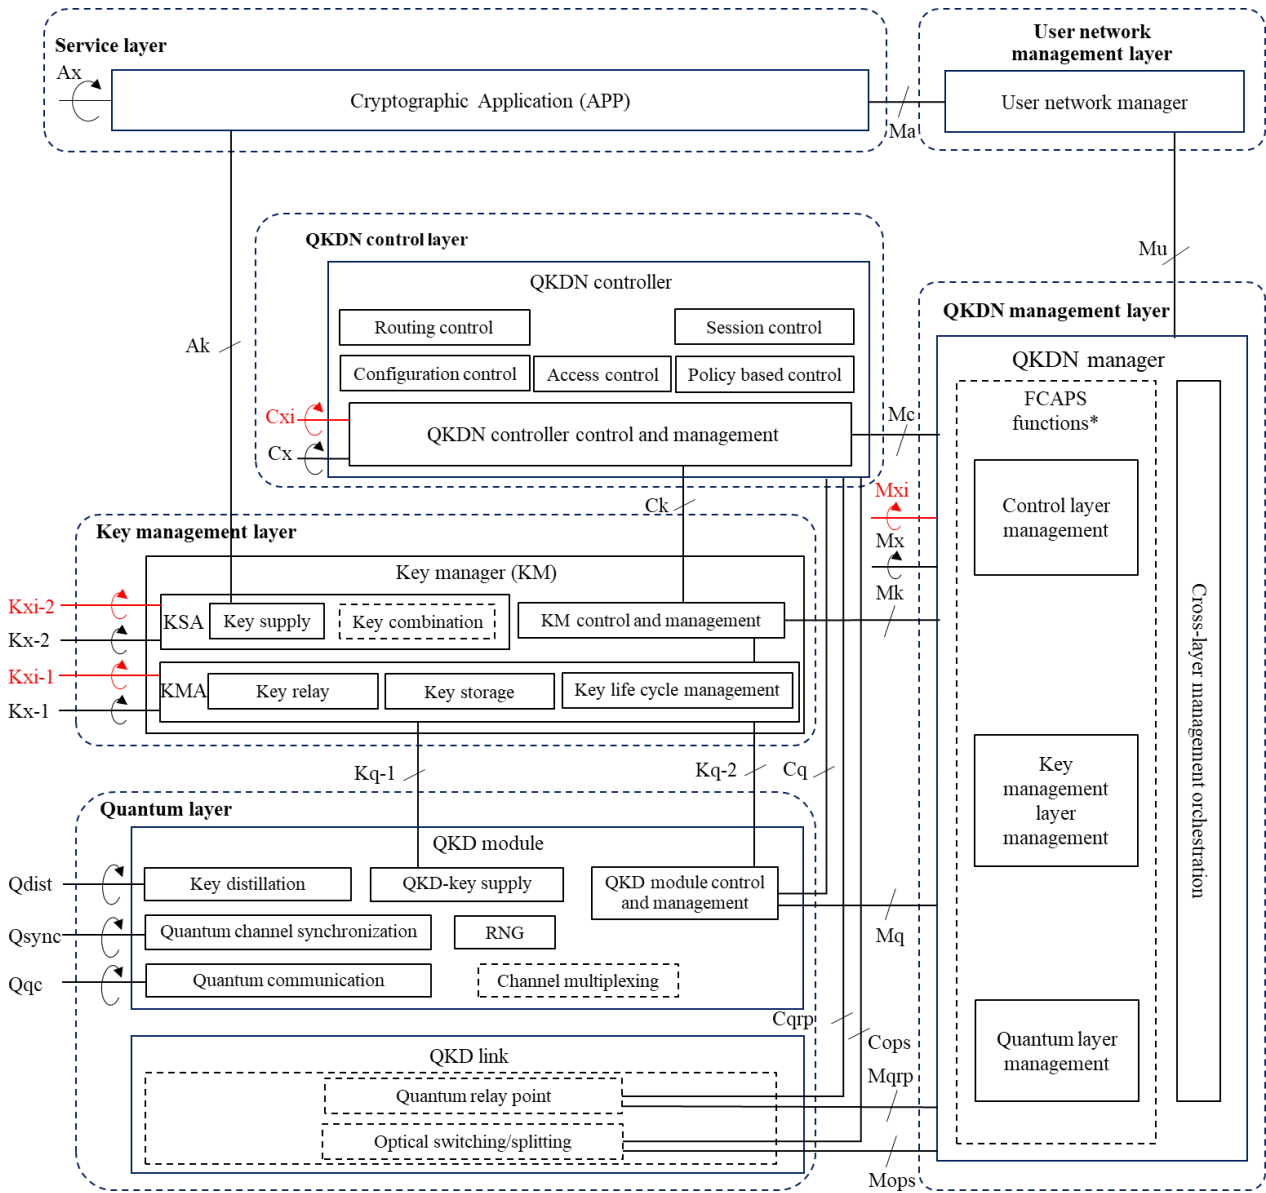 Service layer
Ax
Cryptographic Application (APP)
Ma
User network
management layer
User network manager
Mu
Ak
QKDN control layer
QKDN controller
Routing control
Session control
Configuration control
Access control
Policy based control
Cxi
QKDN controller control and management
Cx
Mc
Ck
QKDN management layer
QKDN manager
FCAPS
functions*
Control layer
management
Key
management
layer
management
Quantum layer
management
Cross-layer management orchestration
Mxi
Mx
Mk
Key management layer
Key manager (KM)
Kxi-2
KSA
Key supply
Key combination
KM control and management
Kx-2
Kxi-1
KMA
Key relay
Key storage
Key life cycle management
Kx-1
Kq-1
Kq-2
Cq
Quantum layer
QKD module
Qdist
Key distillation
QKD-key supply
QKD module control
and management
Qsync
Quantum channel synchronization
RNG
Mq
Qqc
Quantum communication
Channel multiplexing
Cqrp
Cops
QKD link
Mqrp
Quantum relay point
Optical switching/splitting
Mops